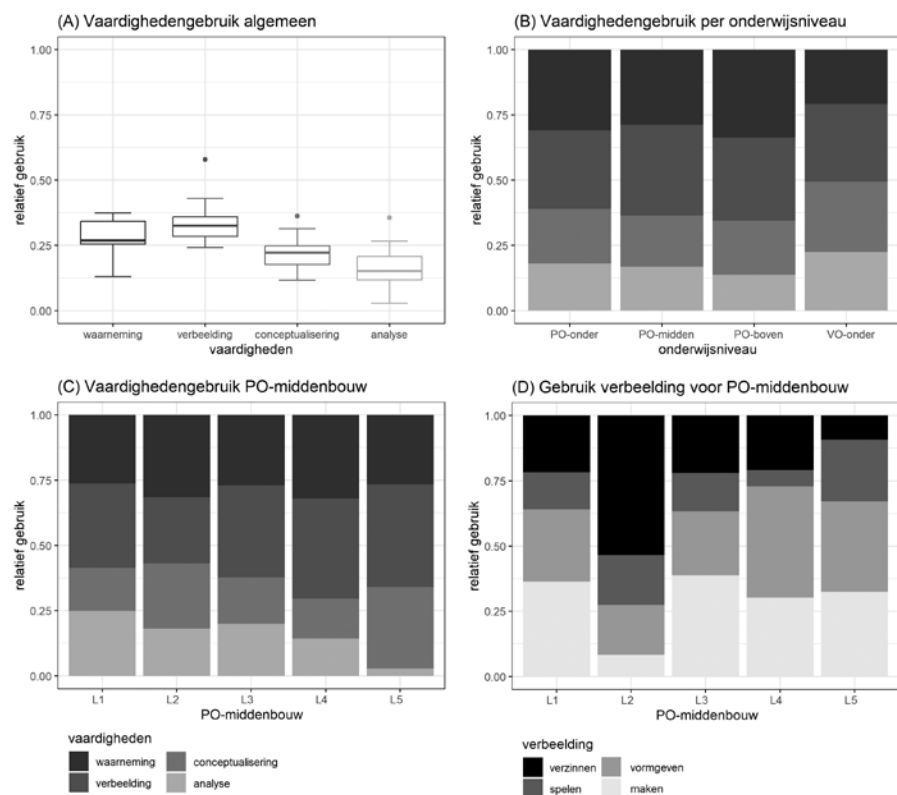 (A) Vaardighedengebruik algemeen
1.00
0.75
0.50
0.25
0.00
relatief gebruik
waarneming verbeelding conceptualisering analyse
vaardigheden
(B) Vaardighedengebruik per onderwijsniveau
1.00
0.75
0.50
0.25
0.00
relatief gebruik
PO-onder PO-midden PO-boven VO-onder
onderwijsniveau
(C) Vaardighedengebruik PO-middenbouw
1.00
0.75
0.50
0.25
0.00
relatief gebruik
L1 L2 L3 L4 L5
PO-middenbouw
vaardigheden
waarneming conceptualisering
verbeelding analyse
(D) Gebruik verbeelding voor PO-middenbouw
1.00
0.75
0.50
0.25
0.00
relatief gebruik
L1 L2 L3 L4 L5
PO-middenbouw
verbeelding
verzinnen vormgeven
spelen maken